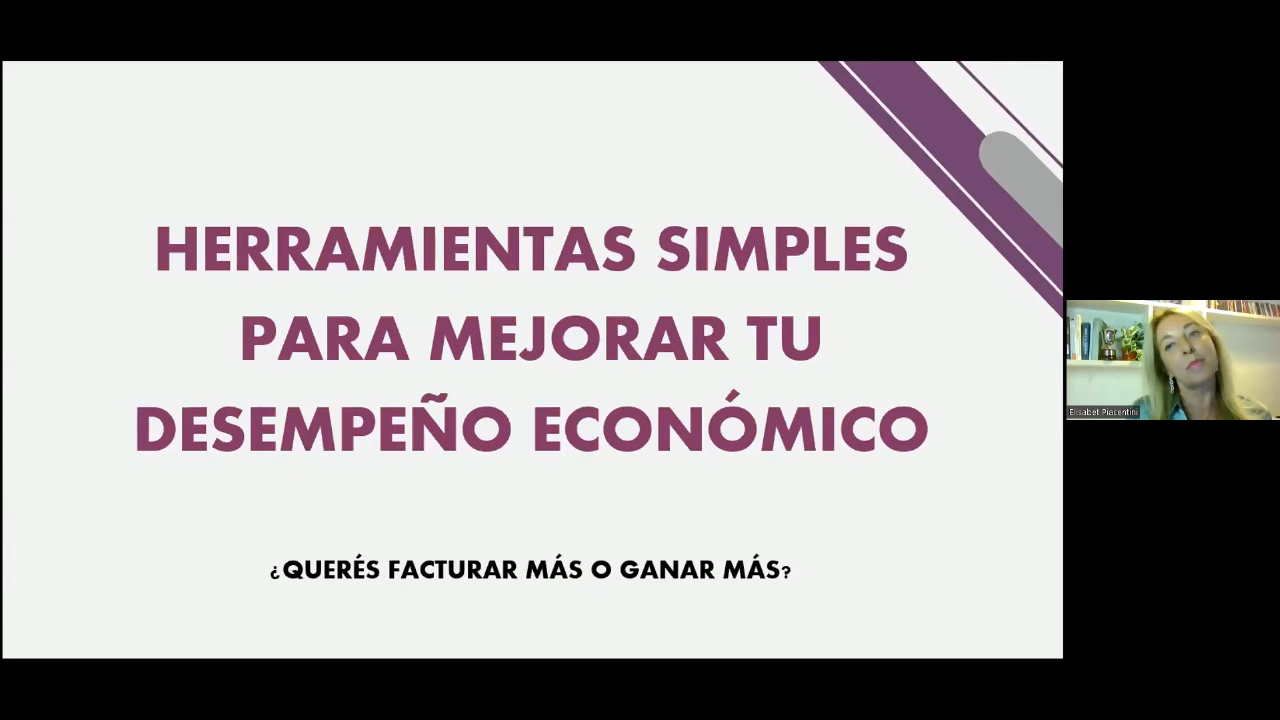 HERRAMIENTAS SIMPLES
PARA MEJORAR TU
DESEMPEÑO ECONÓMICO
¿QUERÉS FACTURAR MÁS O GANAR MÁS?
Elisabet Piacentini